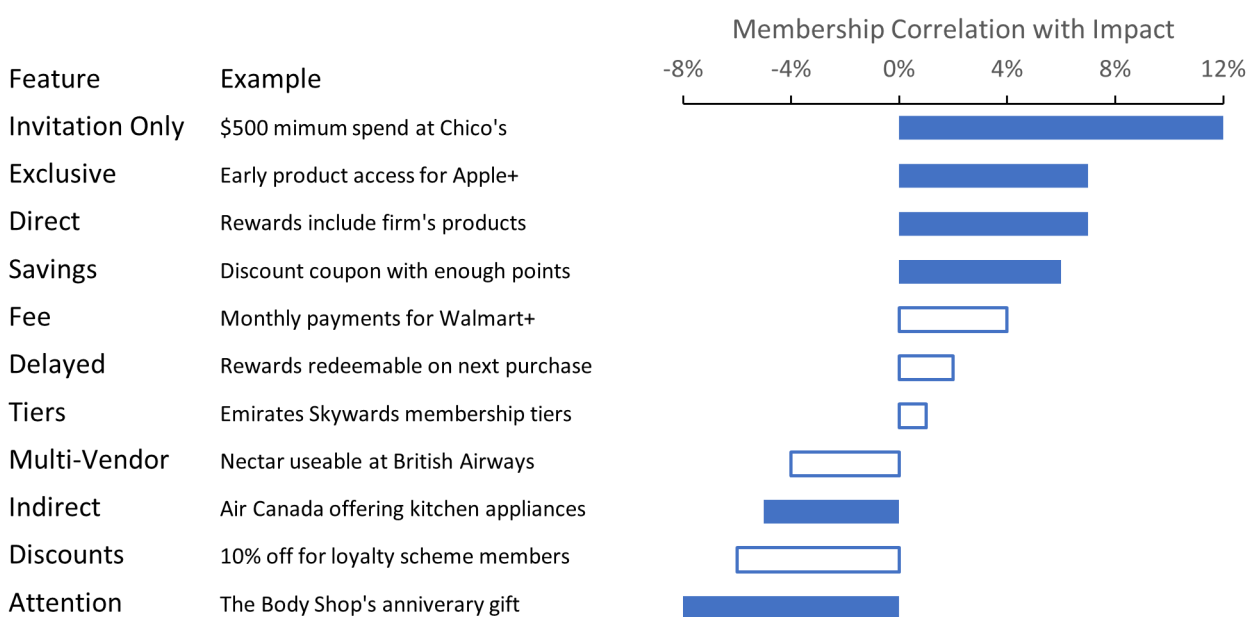 Membership Correlation with Impact
-8% -4% 0% 4% 8% 12%
Feature Example
Invitation Only $500 mimum spend at Chico's
Exclusive Early product access for Apple+
Direct Rewards include firm's products
Savings Discount coupon with enough points
Fee Monthly payments for Walmart+
Delayed Rewards redeemable on next purchase
Tiers Emirates Skywards membership tiers
Multi-Vendor Nectar useable at British Airways
Indirect Air Canada offering kitchen appliances
Discounts 10% off for loyalty scheme members
Attention The Body Shop's anniverary gift